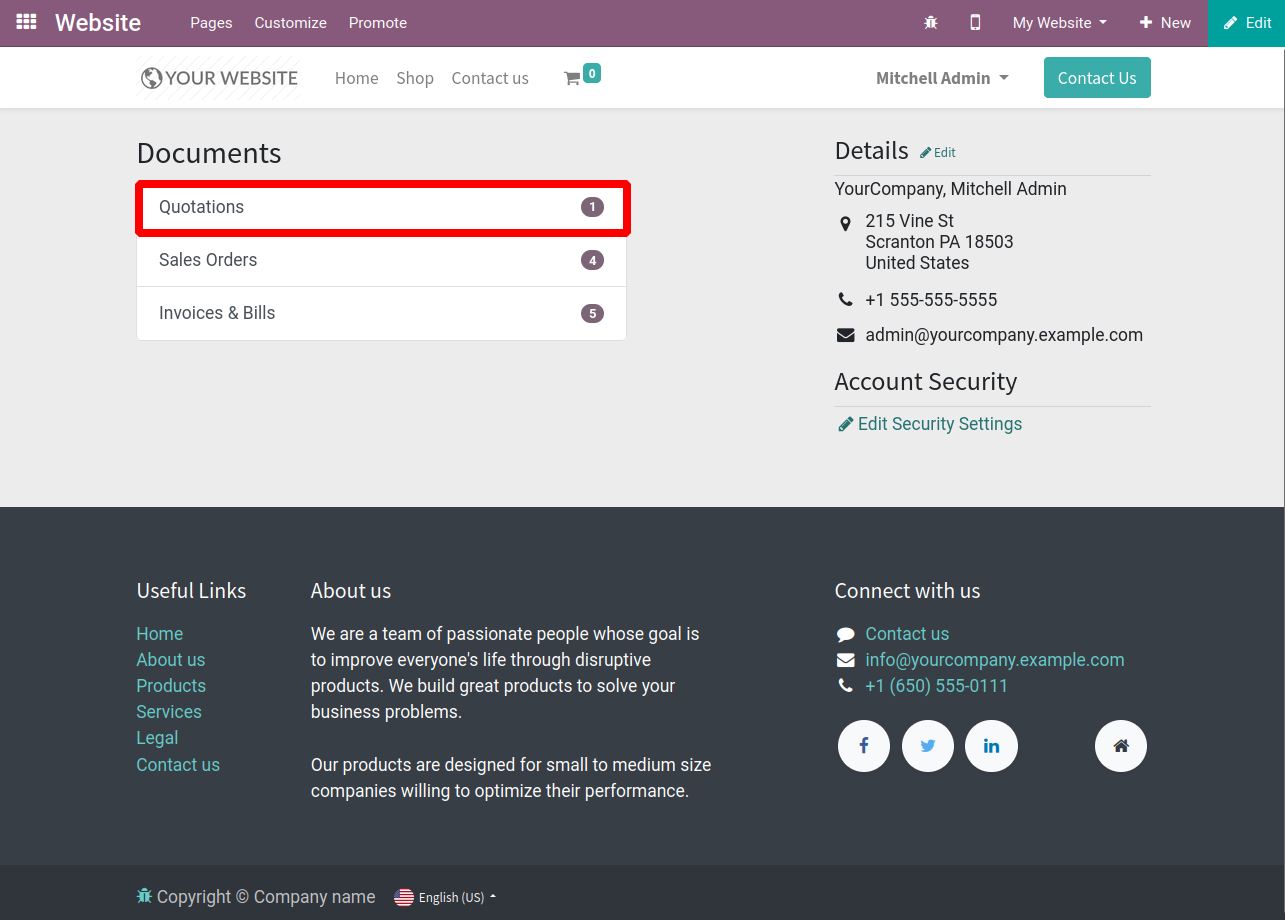 Website Pages Customize Promote My Website New Edit
YOUR WEBSITE Home Shop Contact us 0 Mitchell Admin Contact Us
Documents
Quotations 1
Sales Orders 4
Invoices & Bills 5
Details Edit
YourCompany, Mitchell Admin
215 Vine St
Scranton PA 18503
United States
+1 555-555-5555
admin@yourcompany.example.com
Account Security
Edit Security Settings
Useful Links
Home
About us
Products
Services
Legal
Contact us
About us
We are a team of passionate people whose goal is
to improve everyone's life through disruptive
products. We build great products to solve your
business problems.
Our products are designed for small to medium size
companies willing to optimize their performance.
Connect with us
Contact us
info@yourcompany.example.com
+1 (650) 555-0111
Copyright © Company name English (US)